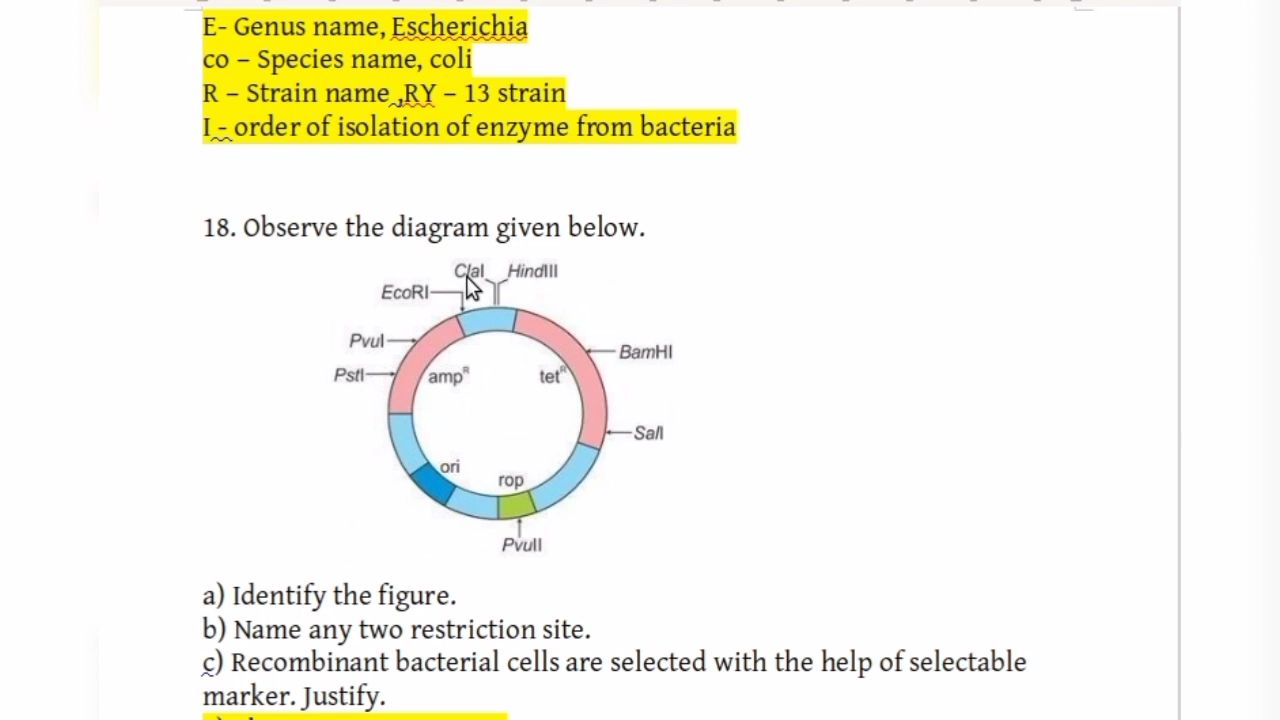 E- Genus name, Escherichia
co – Species name, coli
R – Strain name ,RY – 13 strain
I - order of isolation of enzyme from bacteria
18. Observe the diagram given below.
ClaI HindIII
EcoRI
PvuI
BamHI
PstI
ampR
tetR
SalI
ori
rop
PvuII
a) Identify the figure.
b) Name any two restriction site.
c) Recombinant bacterial cells are selected with the help of selectable
marker. Justify.